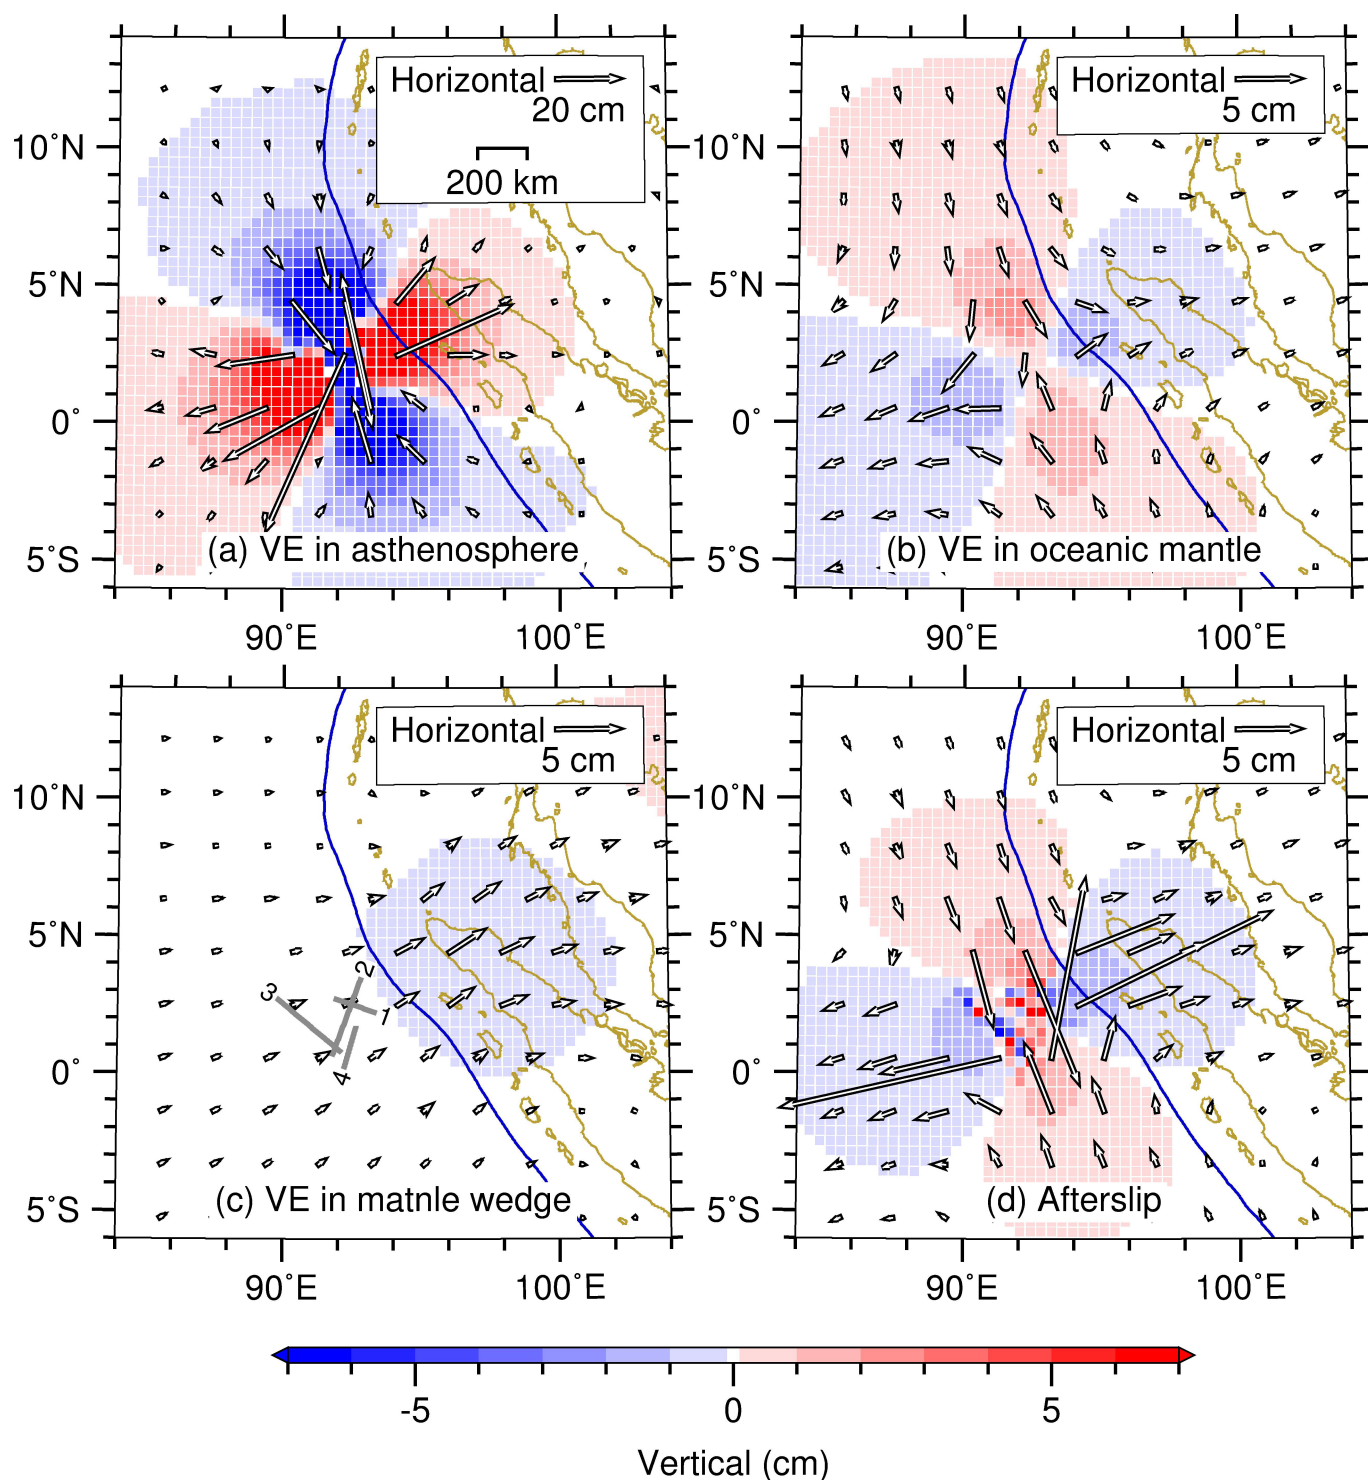 Horizontal
20 cm
200 km
10°N
5°N
0°
5°S
(a) VE in asthenosphere
90°E
100°E
Horizontal
5 cm
10°N
5°N
0°
5°S
(b) VE in oceanic mantle
90°E
100°E
Horizontal
5 cm
10°N
5°N
0°
5°S
2
3
1
4
(c) VE in matnle wedge
90°E
100°E
Horizontal
5 cm
10°N
5°N
0°
5°S
(d) Afterslip
90°E
100°E
-5
0
5
Vertical (cm)